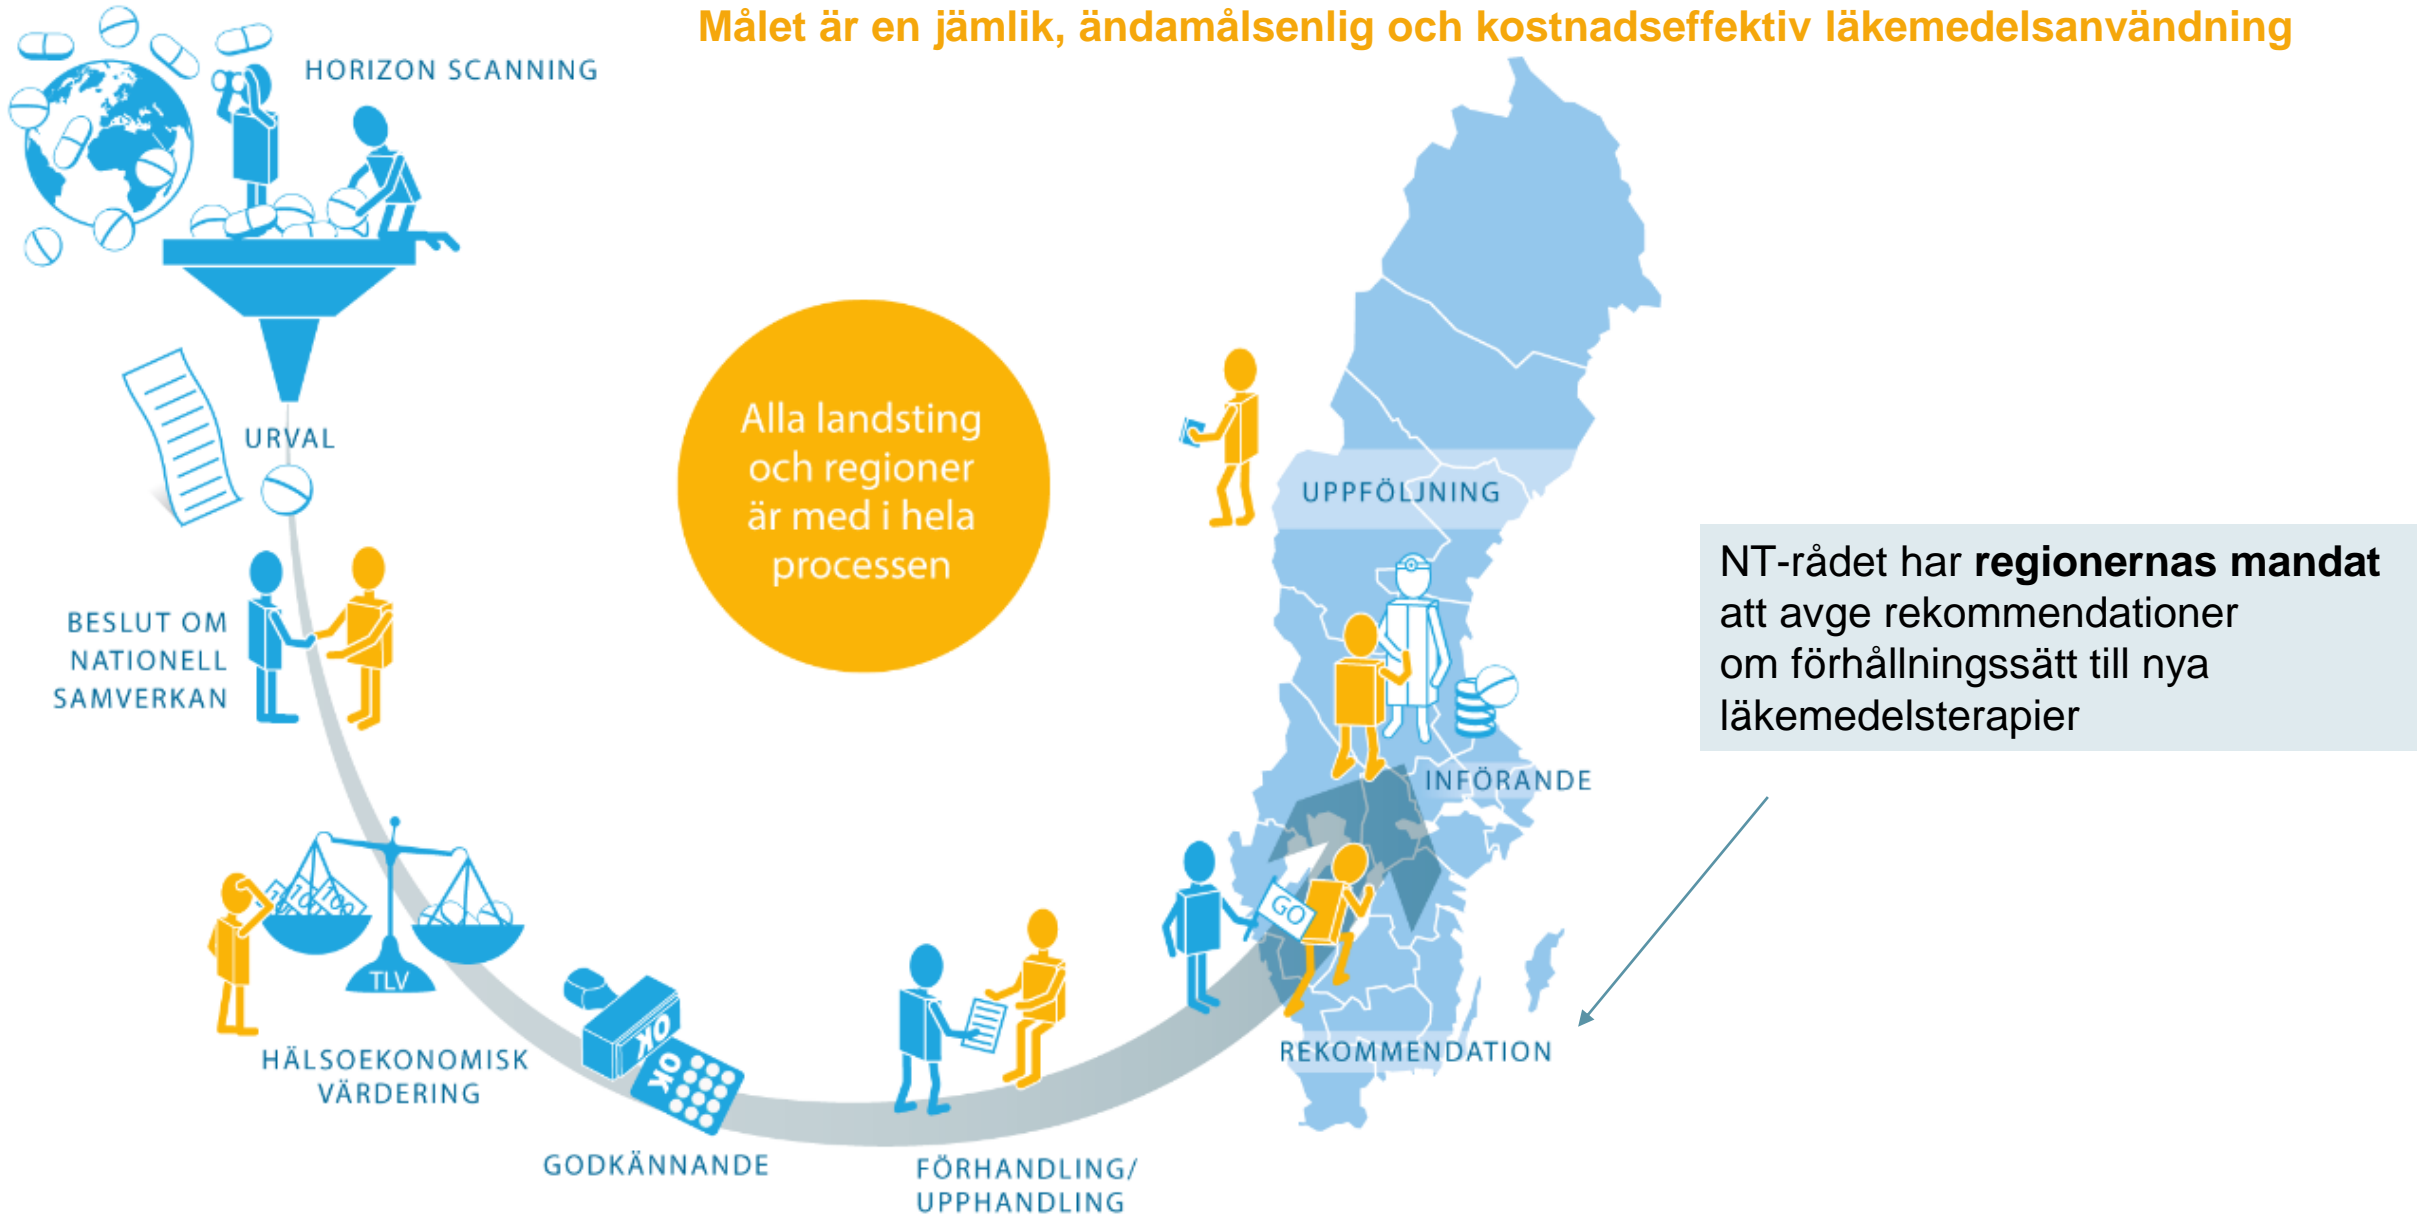 Målet är en jämlik, ändamålsenlig och kostnadseffektiv läkemedelsanvändning
HORIZON SCANNING
URVAL
BESLUT OM
NATIONELL
SAMVERKAN
Alla landsting
och regioner
är med i hela
processen
UPPFÖLJNING
NT-rådet har regionernas mandat
att avge rekommendationer
om förhållningssätt till nya
läkemedelsterapier
INFÖRANDE
GO
REKOMMENDATION
100
100
TLV
HÄLSOEKONOMISK
VÄRDERING
OK
OK
GODKÄNNANDE
FÖRHANDLING/
UPPHANDLING